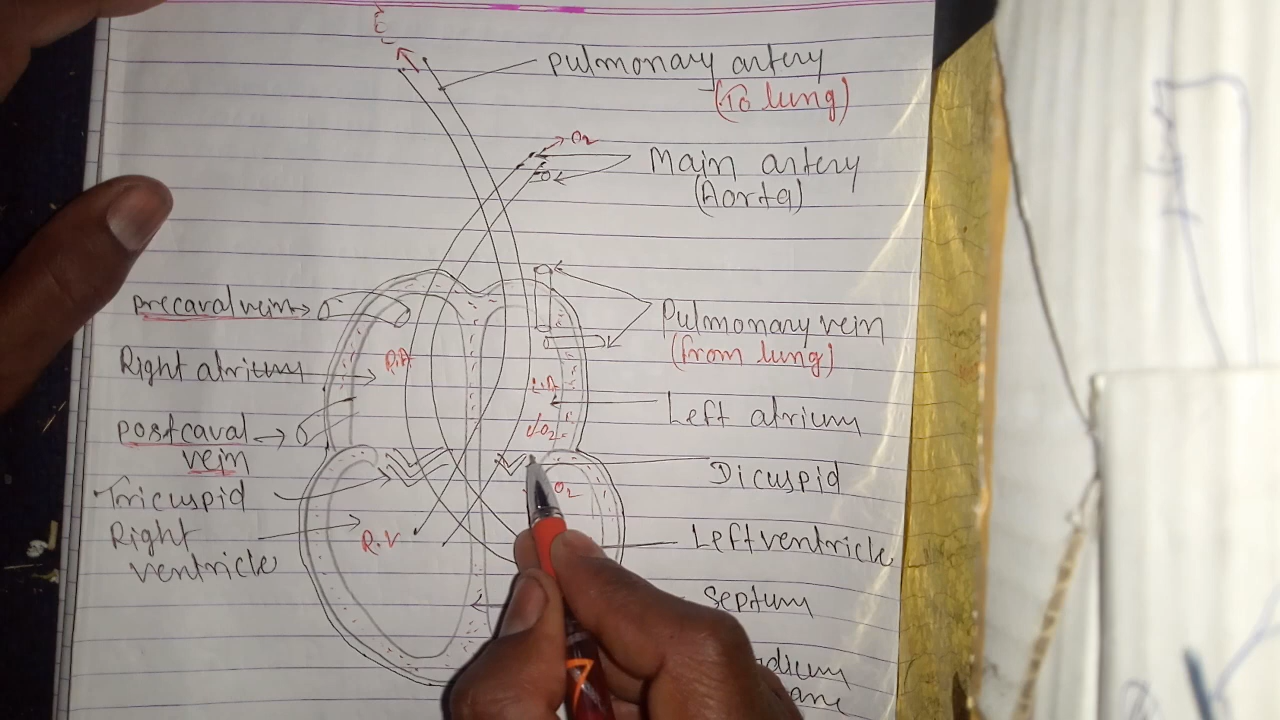 pulmonary artery
(To lung)
O2
Main artery
(Aorta)
precaval vein
Pulmonary vein
(from lung)
Right atrium
R.A
L.A
Left atrium
O2
postcaval
vein
Dicuspid
Tricuspid
O2
Right
ventricle
R.V
Left ventricle
Septum